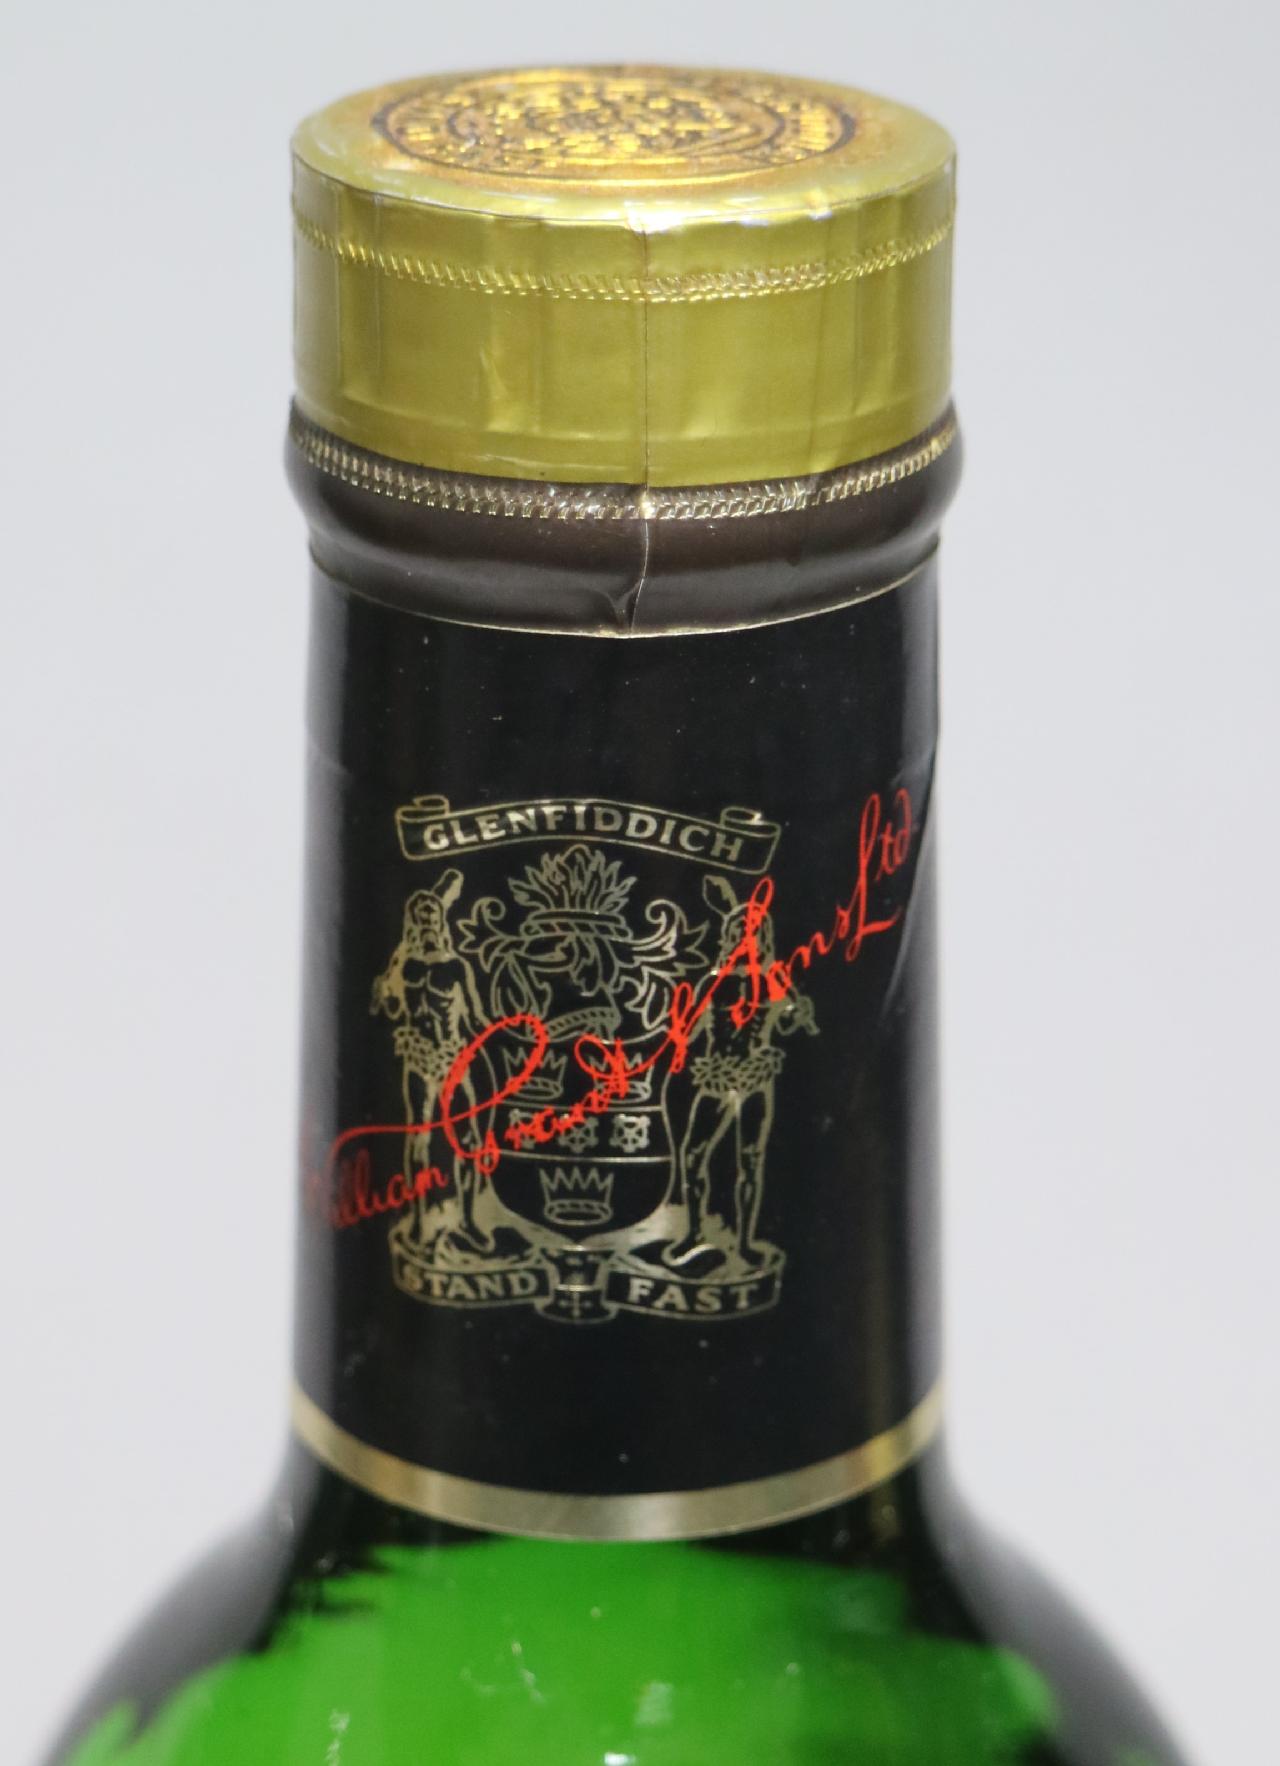 GLENFIDDICH
William Grant & Sons Ltd
STAND FAST